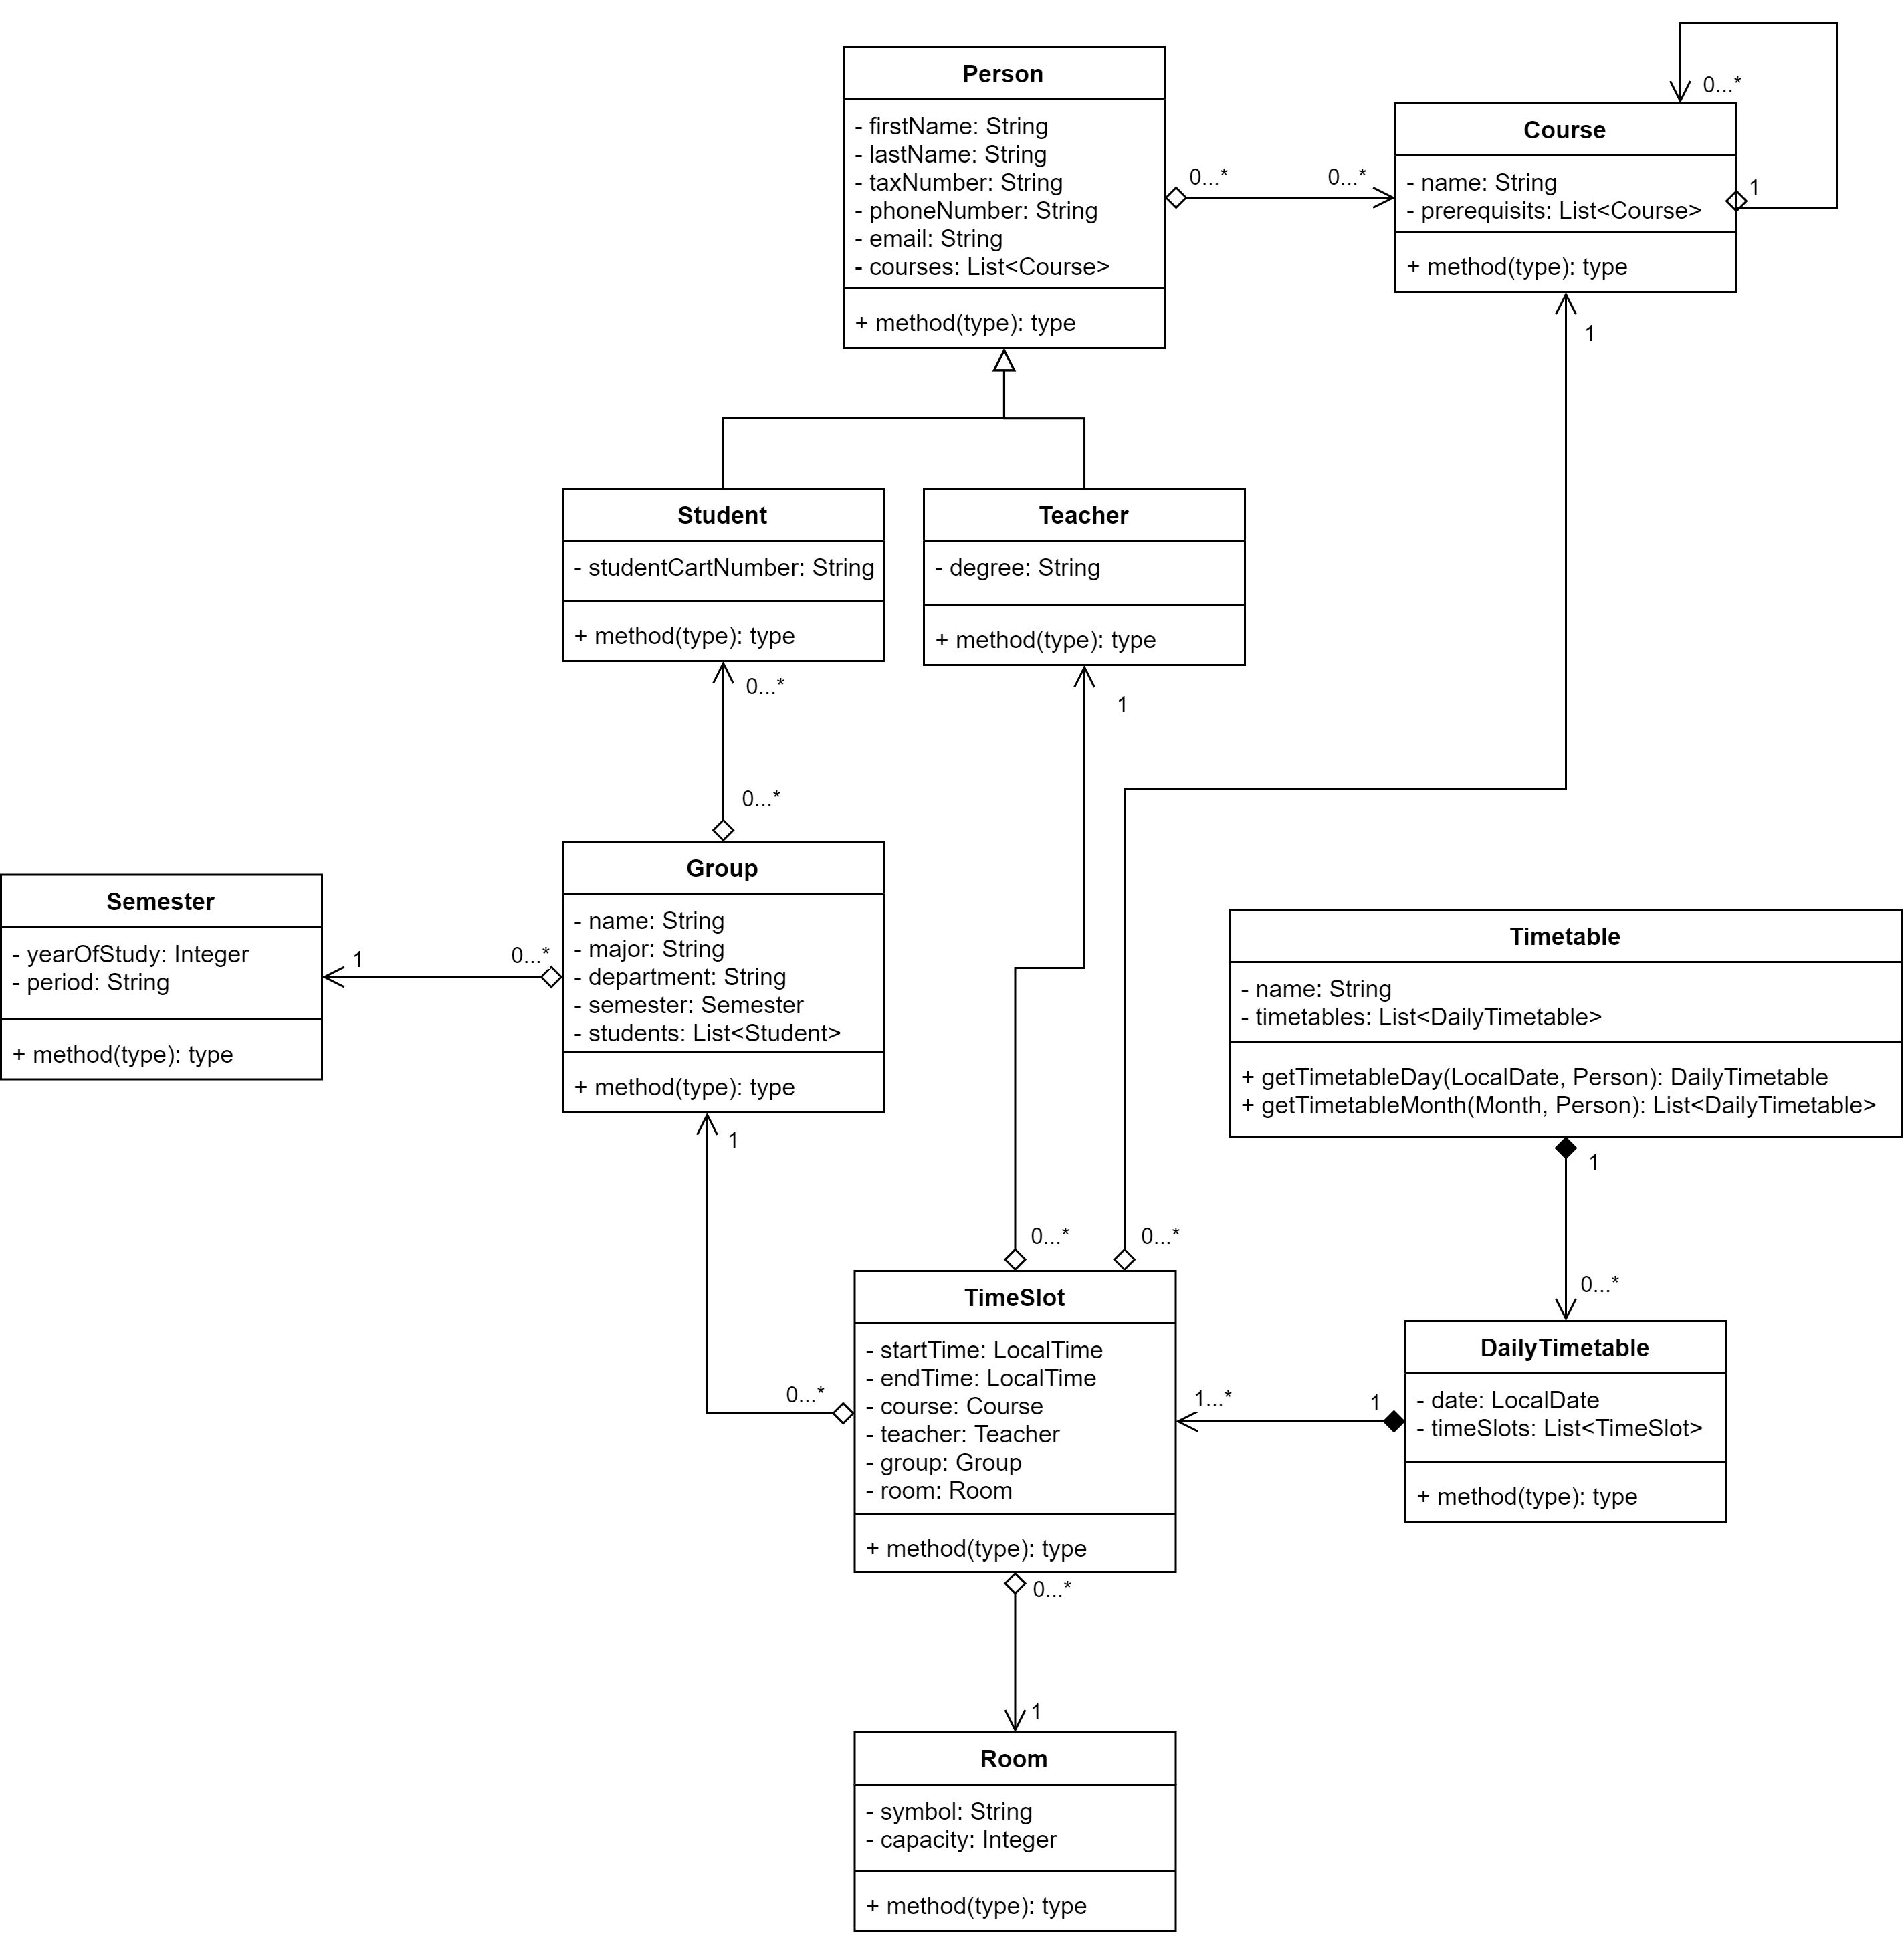 Person
- firstName: String
- lastName: String
- taxNumber: String
- phoneNumber: String
- email: String
- courses: List<Course>
+ method(type): type
0...*
0...*
0...*
Course
1
- name: String
- prerequisits: List<Course>
+ method(type): type
1
Student
- studentCartNumber: String
+ method(type): type
0...*
Teacher
- degree: String
+ method(type): type
1
0...*
Semester
- yearOfStudy: Integer
- period: String
+ method(type): type
1
0...*
Group
- name: String
- major: String
- department: String
- semester: Semester
- students: List<Student>
+ method(type): type
1
Timetable
- name: String
- timetables: List<DailyTimetable>
+ getTimetableDay(LocalDate, Person): DailyTimetable
+ getTimetableMonth(Month, Person): List<DailyTimetable>
1
0...*
0...*
0...*
0...*
TimeSlot
- startTime: LocalTime
- endTime: LocalTime
- course: Course
- teacher: Teacher
- group: Group
- room: Room
+ method(type): type
1...*
1
DailyTimetable
- date: LocalDate
- timeSlots: List<TimeSlot>
+ method(type): type
0...*
1
Room
- symbol: String
- capacity: Integer
+ method(type): type